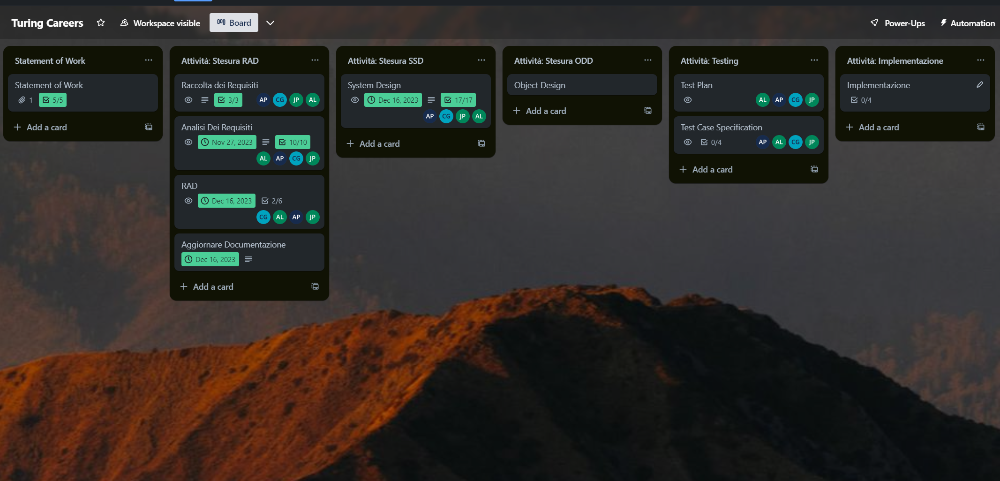 Turing Careers
Workspace visible
Board
Power-Ups
Automation
Statement of Work
Statement of Work
1
5/5
Add a card
Attività: Stesura RAD
Raccolta dei Requisiti
3/3
AP CG JP AL
Analisi Dei Requisiti
Nov 27, 2023
10/10
AL AP CG JP
RAD
Dec 16, 2023
2/6
CG AL AP JP
Aggiornare Documentazione
Dec 16, 2023
Add a card
Attività: Stesura SSD
System Design
Dec 16, 2023
17/17
AP CG JP AL
Add a card
Attività: Stesura ODD
Object Design
Add a card
Attività: Testing
Test Plan
AL AP CG JP
Test Case Specification
0/4
AP AL CG JP
Add a card
Attività: Implementazione
Implementazione
0/4
Add a card